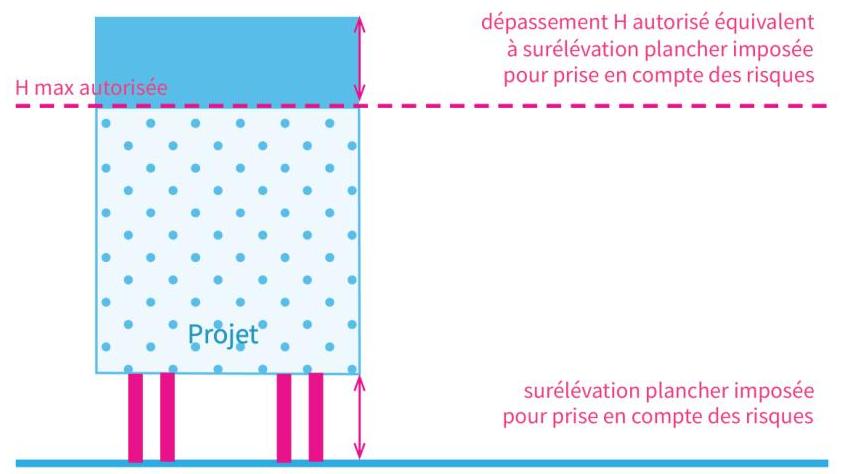 dépassement H autorisé équivalent
à surélévation plancher imposée
pour prise en compte des risques
H max autorisée
Projet
surélévation plancher imposée
pour prise en compte des risques